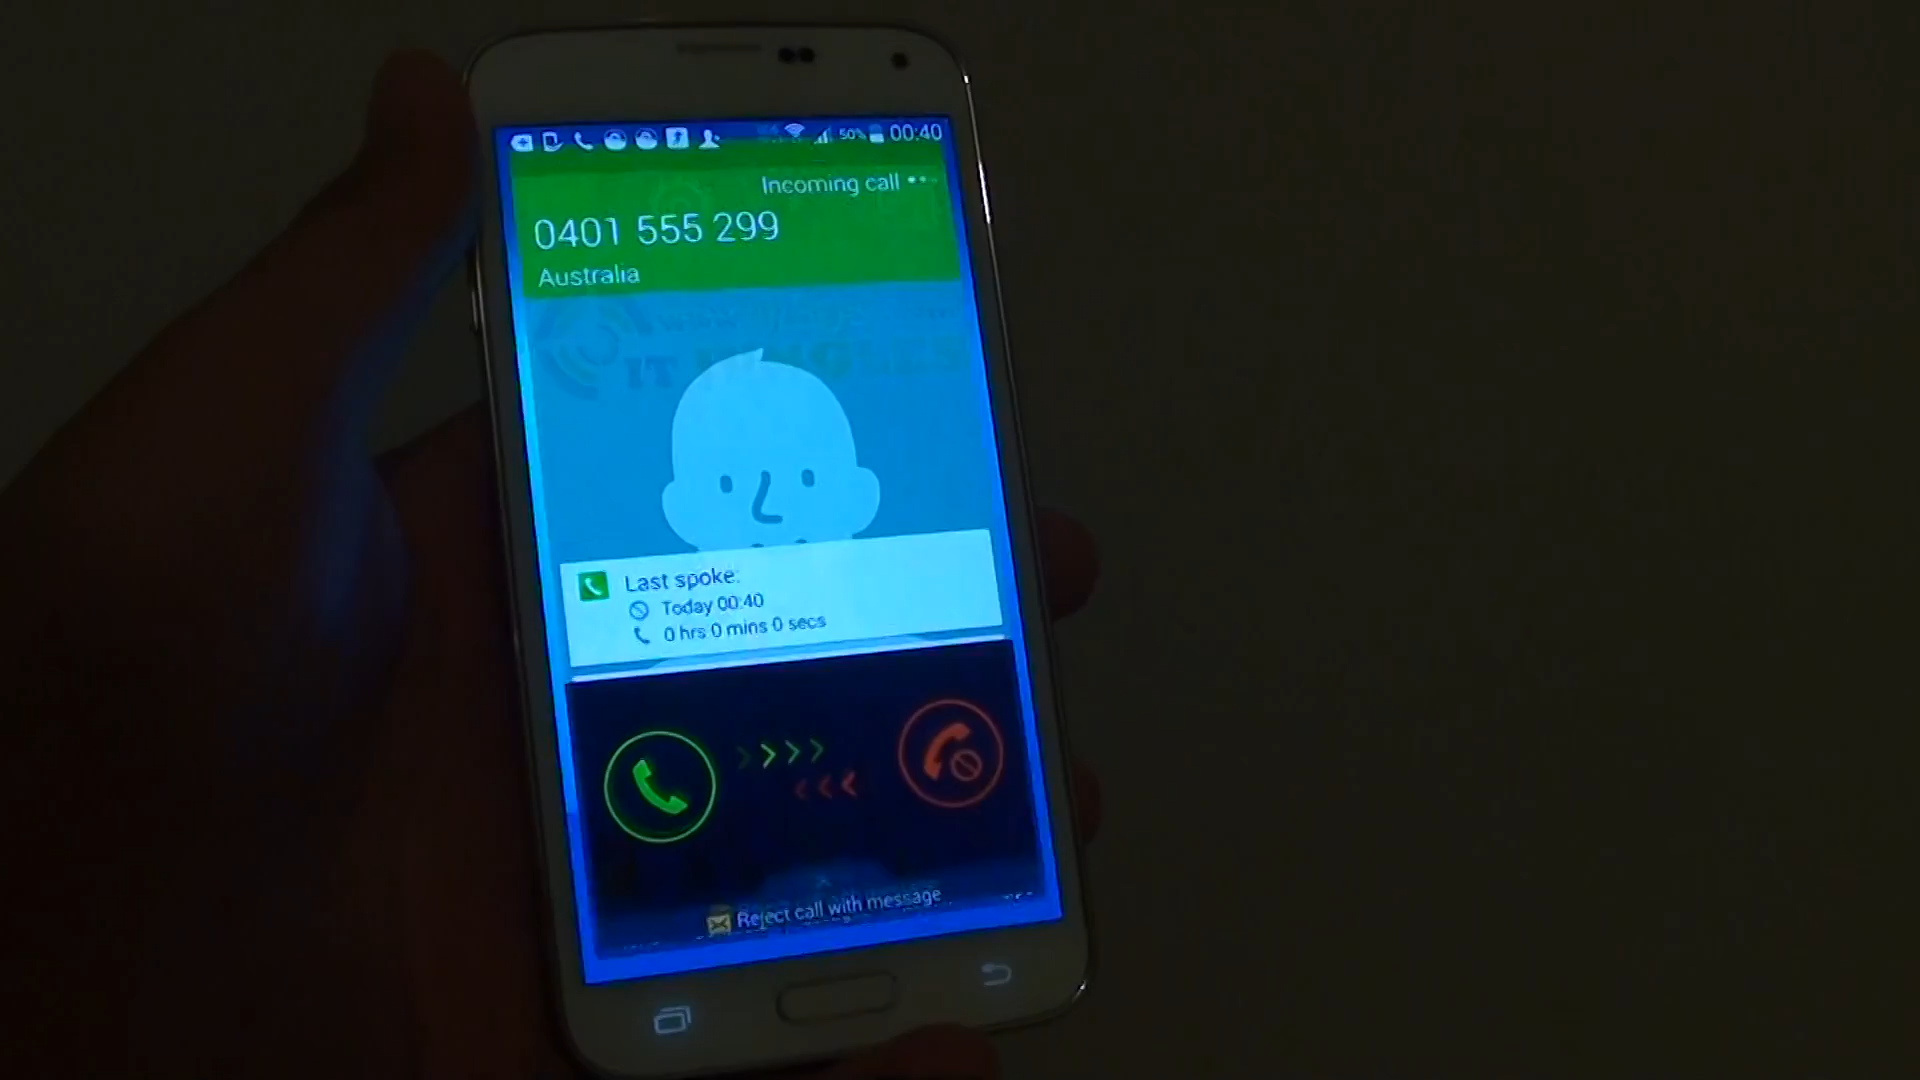 50% 00:40
Incoming call
0401 555 299
Australia
IT
Last spoke:
Today 00:40
0 hrs 0 mins 0 secs
Reject call with message